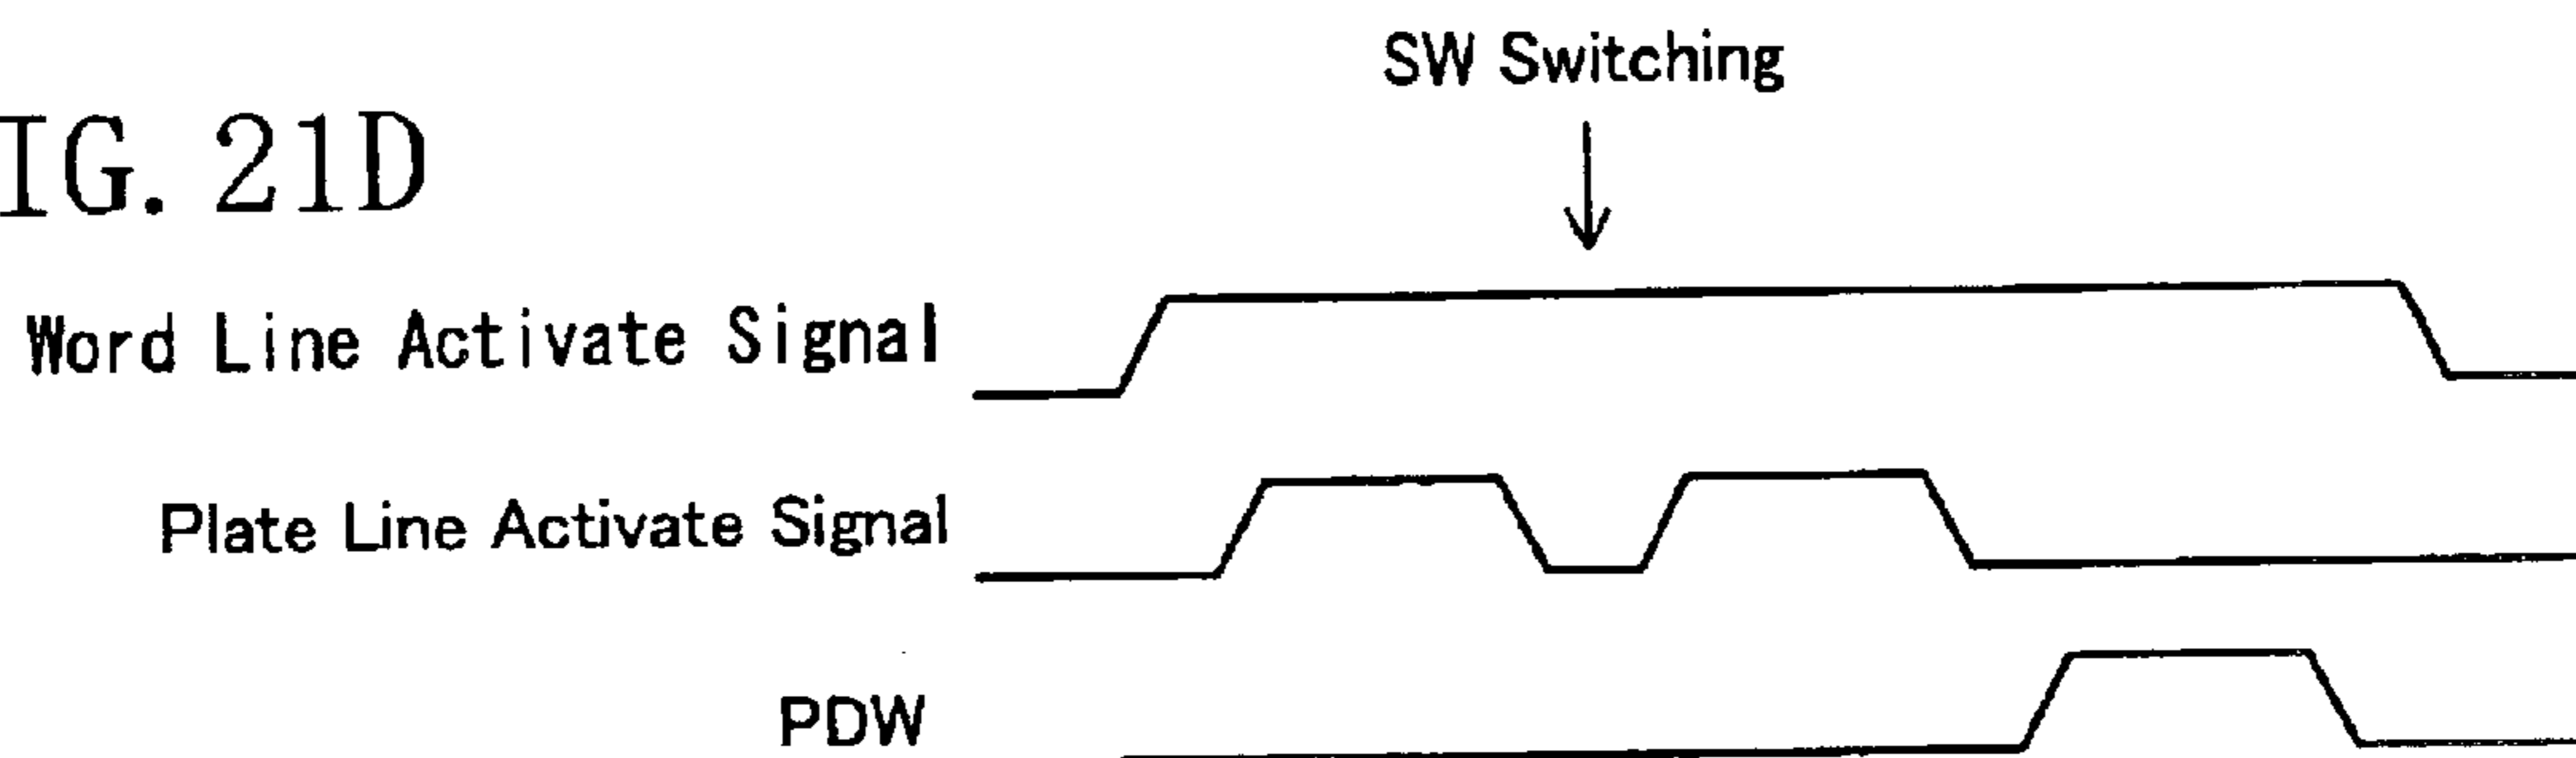 SW Switching
IG. 21D
Word Line Activate Signal
Plate Line Activate Signal
PDW